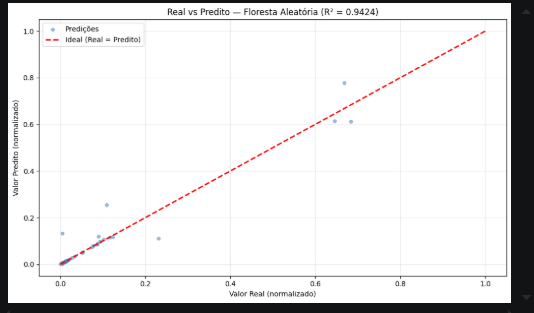 Real vs Predito — Floresta Aleatória (R² = 0.9424)
Predições
Ideal (Real = Predito)
Valor Predito (normalizado)
1.0
0.8
0.6
0.4
0.2
0.0
0.0 0.2 0.4 0.6 0.8 1.0
Valor Real (normalizado)